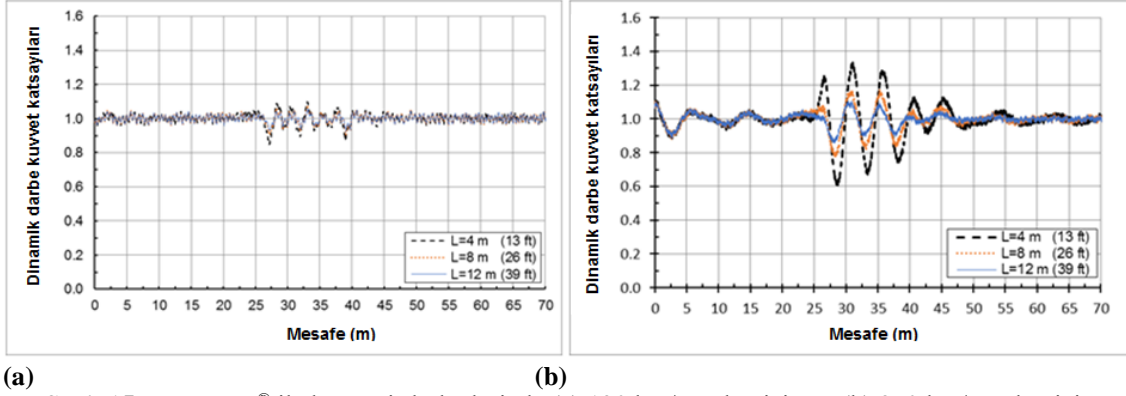 Dinamik darbe kuvvet katsayıları
1.6
1.4
1.2
1.0
0.8
0.6
0.4
0.2
0.0
L=4 m (13 ft)
L=8 m (26 ft)
L=12 m (39 ft)
0 5 10 15 20 25 30 35 40 45 50 55 60 65 70
Mesafe (m)
(a)
Dinamik darbe kuvvet katsayıları
1.6
1.4
1.2
1.0
0.8
0.6
0.4
0.2
0.0
L=4 m (13 ft)
L=8 m (26 ft)
L=12 m (39 ft)
0 5 10 15 20 25 30 35 40 45 50 55 60 65 70
Mesafe (m)
(b)